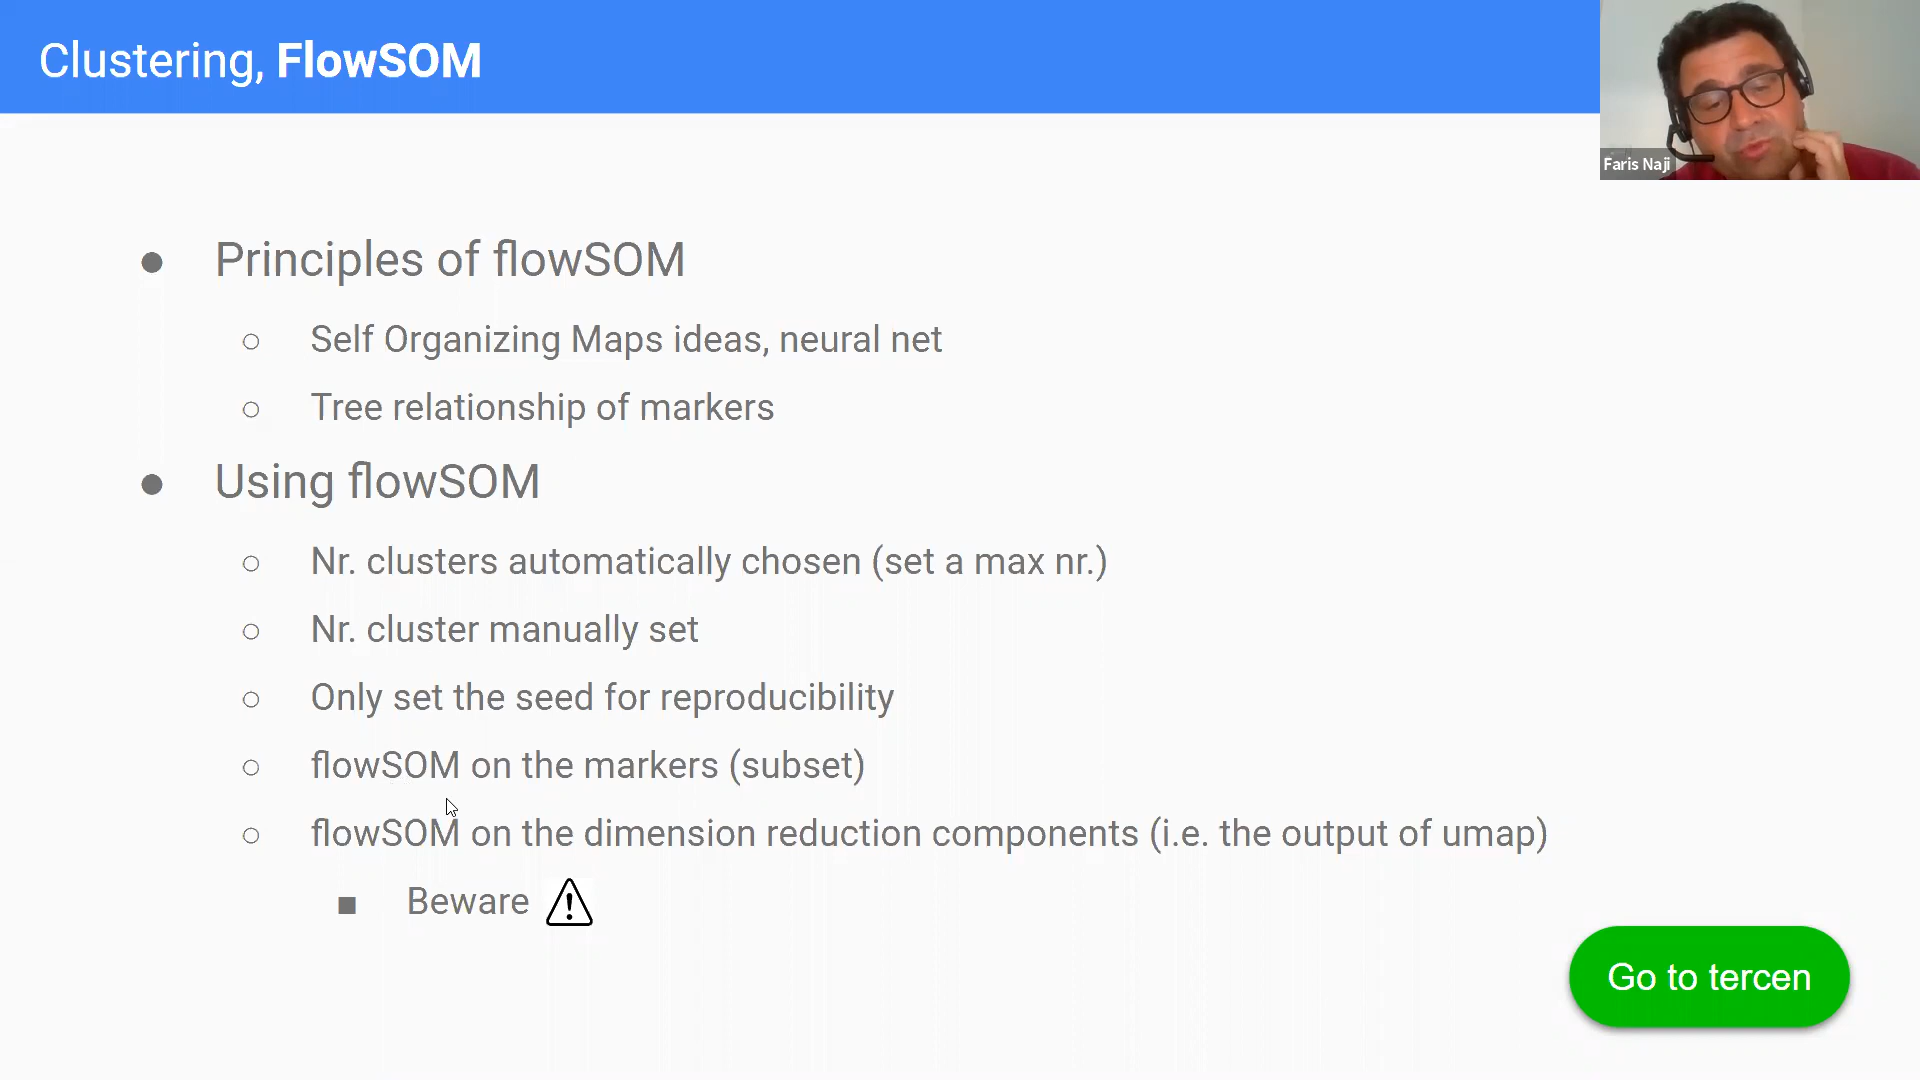 Clustering, FlowSOM
Faris Naji
● Principles of flowSOM
○ Self Organizing Maps ideas, neural net
○ Tree relationship of markers
● Using flowSOM
○ Nr. clusters automatically chosen (set a max nr.)
○ Nr. cluster manually set
○ Only set the seed for reproducibility
○ flowSOM on the markers (subset)
○ flowSOM on the dimension reduction components (i.e. the output of umap)
■ Beware ⚠
Go to tercen